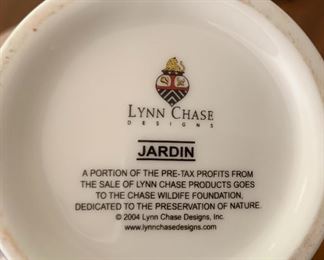 LYNN CHASE
DESIGNS
JARDIN
A PORTION OF THE PRE-TAX PROFITS FROM
THE SALE OF LYNN CHASE PRODUCTS GOES
TO THE CHASE WILDLIFE FOUNDATION,
DEDICATED TO THE PRESERVATION OF NATURE.
© 2004 Lynn Chase Designs, Inc.
www.lynnchasedesigns.com